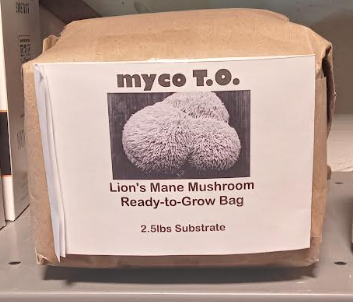 myco T.O.
Lion's Mane Mushroom
Ready-to-Grow Bag
2.5lbs Substrate